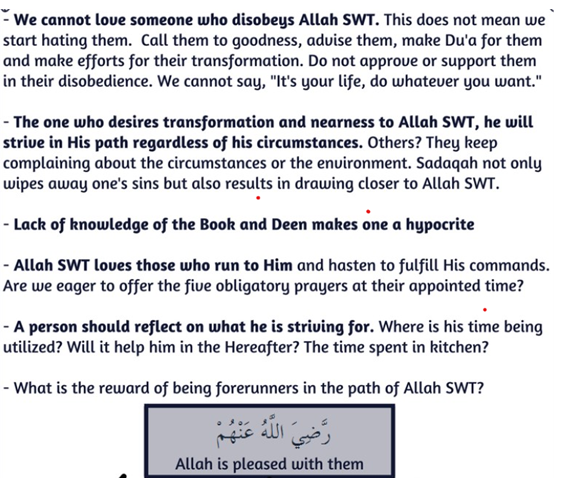 - We cannot love someone who disobeys Allah SWT. This does not mean we
start hating them.  Call them to goodness, advise them, make Du'a for them
and make efforts for their transformation. Do not approve or support them
in their disobedience. We cannot say, "It's your life, do whatever you want."
- The one who desires transformation and nearness to Allah SWT, he will
strive in His path regardless of his circumstances. Others? They keep
complaining about the circumstances or the environment. Sadaqah not only
wipes away one's sins but also results in drawing closer to Allah SWT.
- Lack of knowledge of the Book and Deen makes one a hypocrite
- Allah SWT loves those who run to Him and hasten to fulfill His commands.
Are we eager to offer the five obligatory prayers at their appointed time?
- A person should reflect on what he is striving for. Where is his time being
utilized? Will it help him in the Hereafter? The time spent in kitchen?
- What is the reward of being forerunners in the path of Allah SWT?
رَّضِيَ اللَّهُ عَنْهُمْ
Allah is pleased with them